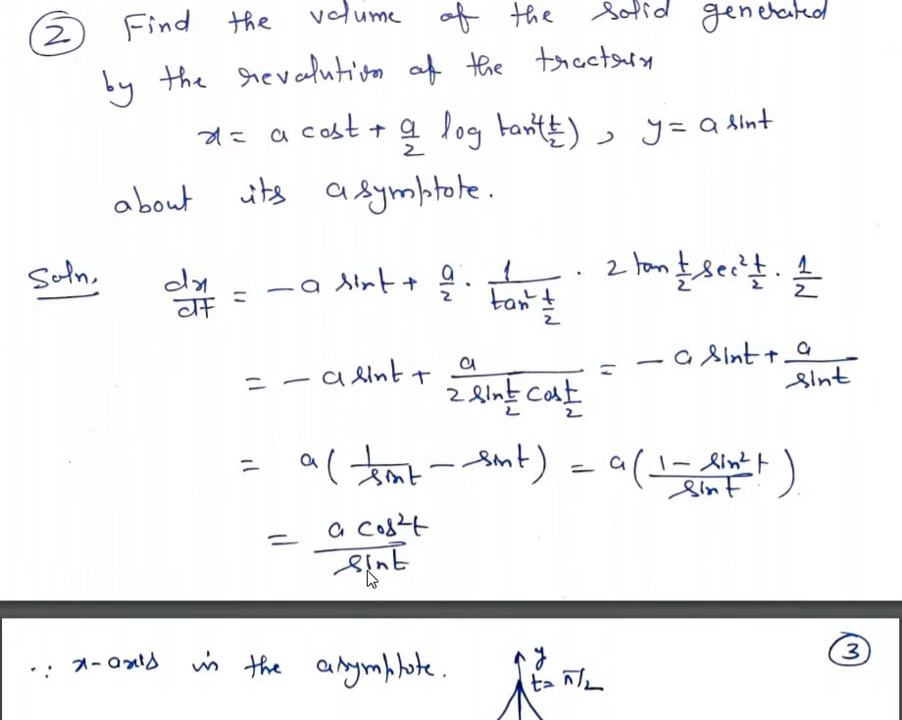 ② Find the volume of the solid generated
by the revalution of the tractrix
x = a cost + a/2 log tan²(t/2) , y = a sint
about its asymptote.
Soln. dx/dt = -a sint + a/2 · 1/tan² t/2 · 2 tan t/2 sec² t/2 · 1/2
= -a sint + a/(2 sin t/2 cos t/2) = -a sint + a/sint
= a(1/sint - sint) = a((1 - sin²t)/sint)
= a cos²t/sint
③
∵ x-axis is the asymptote.
y
t = π/2